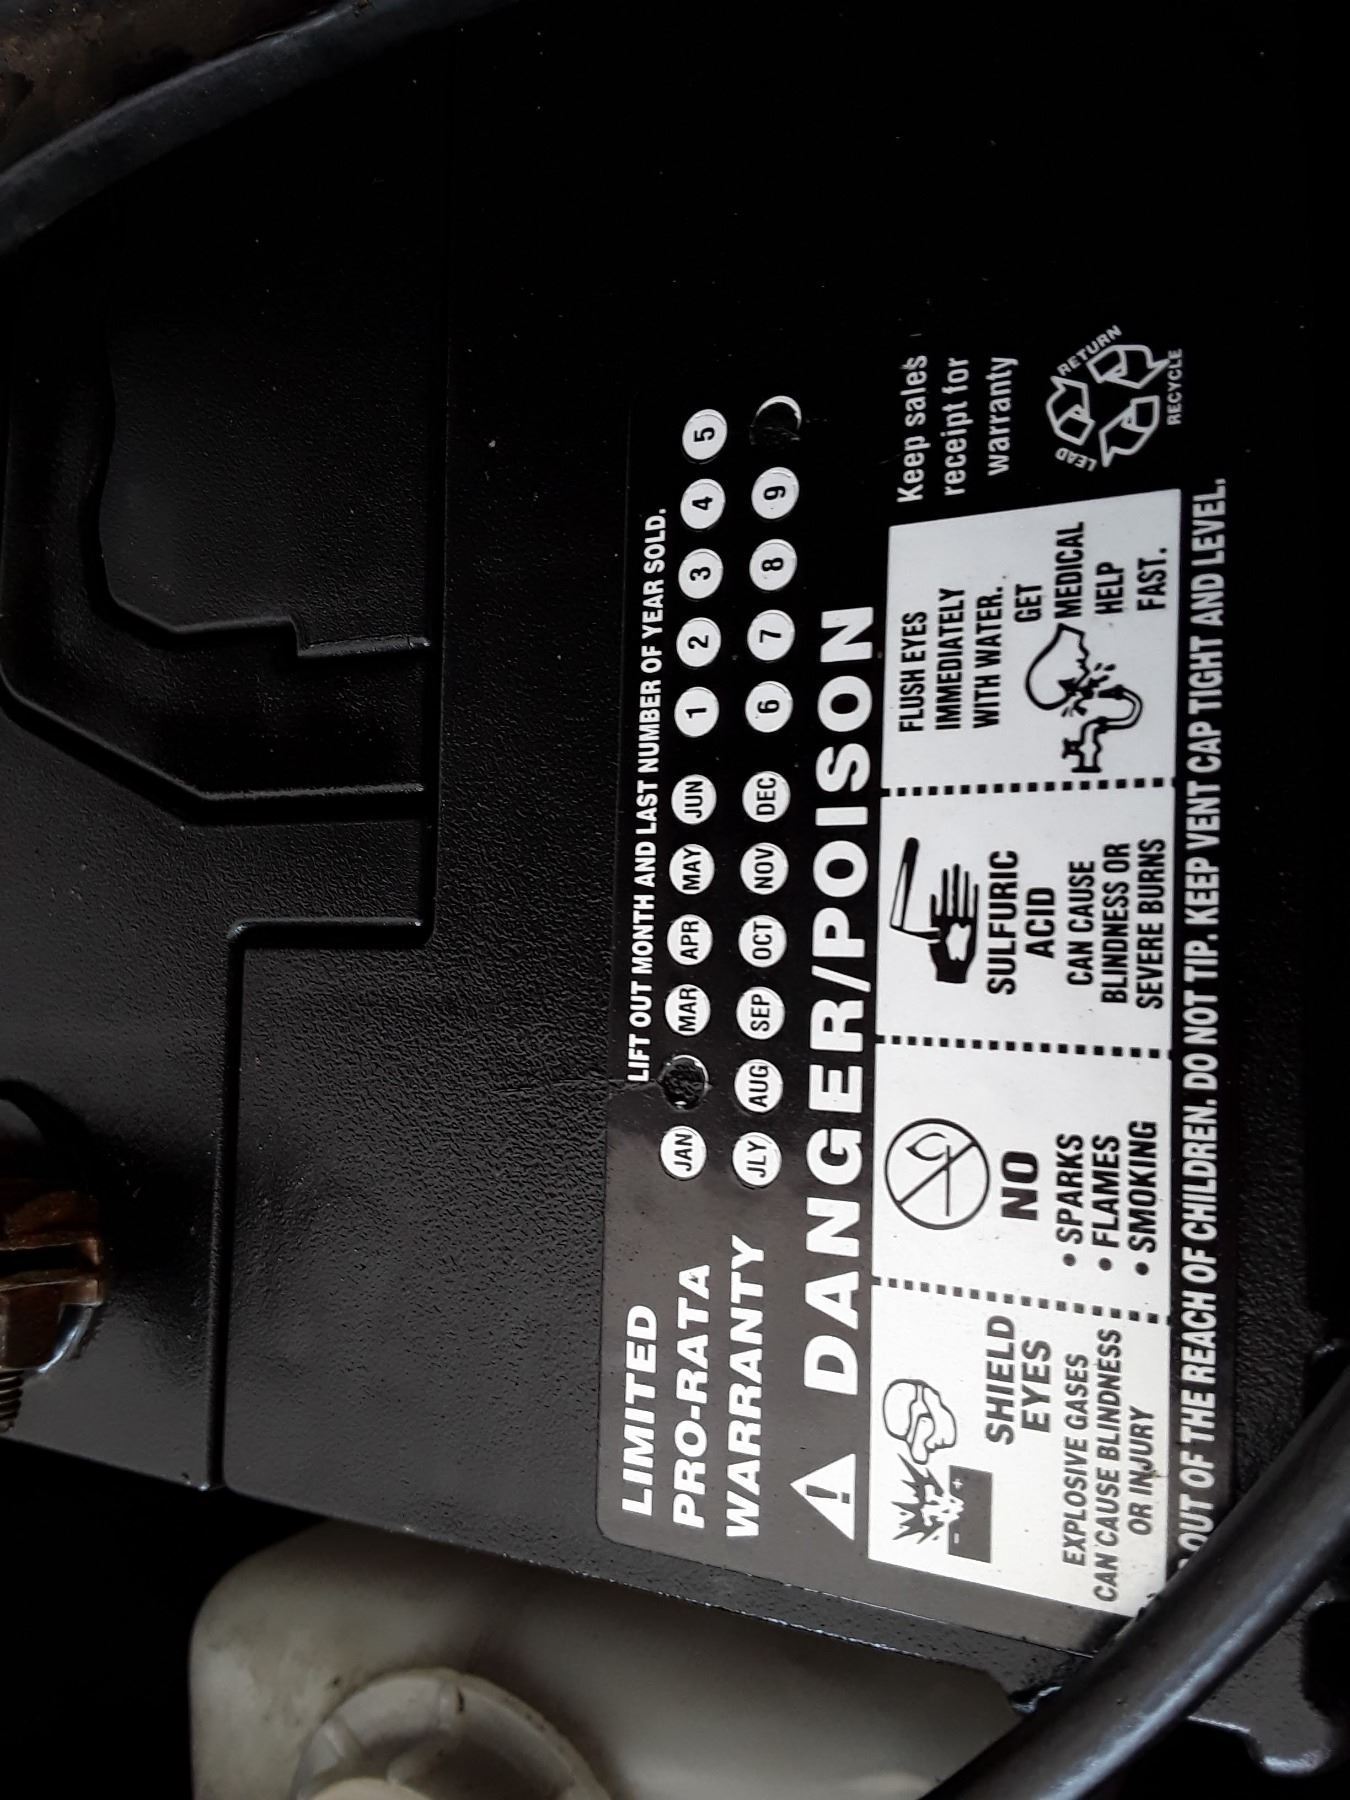 LIMITED
PRO-RATA
WARRANTY
LIFT OUT MONTH AND LAST NUMBER OF YEAR SOLD.
JAN MAR APR MAY JUN 1 2 3 4 5
JLY AUG SEP OCT NOV DEC 6 7 8 9
DANGER/POISON
SHIELD
EYES
EXPLOSIVE GASES
CAN CAUSE BLINDNESS
OR INJURY
NO
• SPARKS
• FLAMES
• SMOKING
SULFURIC
ACID
CAN CAUSE
BLINDNESS OR
SEVERE BURNS
FLUSH EYES
IMMEDIATELY
WITH WATER.
GET
MEDICAL
HELP
FAST.
Keep sales
receipt for
warranty
LEAD
RETURN
RECYCLE
OUT OF THE REACH OF CHILDREN. DO NOT TIP. KEEP VENT CAP TIGHT AND LEVEL.